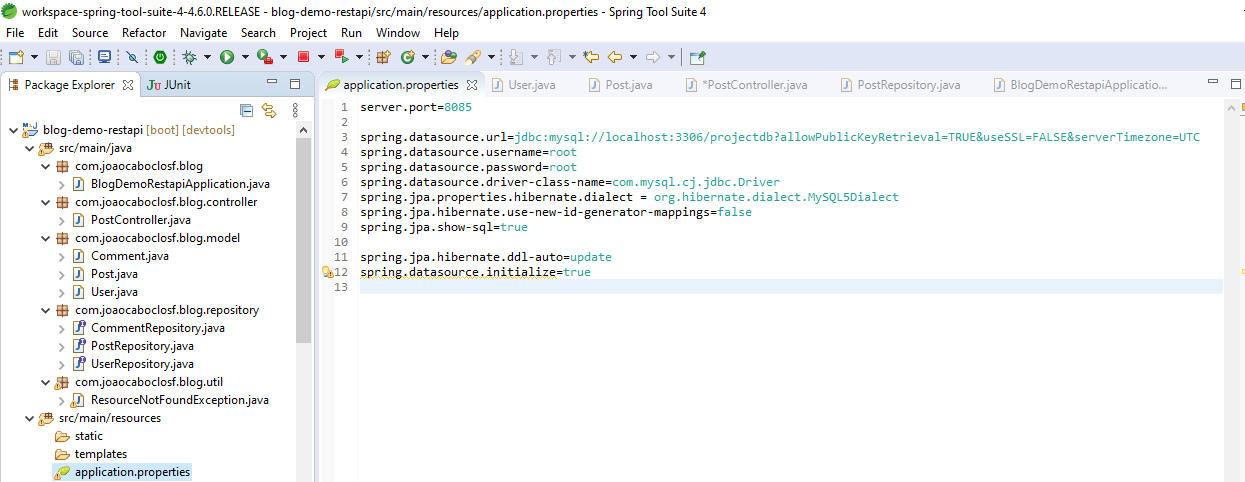 workspace-spring-tool-suite-4-4.6.0.RELEASE - blog-demo-restapi/src/main/resources/application.properties - Spring Tool Suite 4
File Edit Source Refactor Navigate Search Project Run Window Help
Package Explorer JUnit
application.properties User.java Post.java *PostController.java PostRepository.java BlogDemoRestapiApplicatio...
blog-demo-restapi [boot] [devtools]
src/main/java
com.joaocaboclosf.blog
BlogDemoRestapiApplication.java
com.joaocaboclosf.blog.controller
PostController.java
com.joaocaboclosf.blog.model
Comment.java
Post.java
User.java
com.joaocaboclosf.blog.repository
CommentRepository.java
PostRepository.java
UserRepository.java
com.joaocaboclosf.blog.util
ResourceNotFoundException.java
src/main/resources
static
templates
application.properties
1 server.port=8085
2
3 spring.datasource.url=jdbc:mysql://localhost:3306/projectdb?allowPublicKeyRetrieval=TRUE&useSSL=FALSE&serverTimezone=UTC
4 spring.datasource.username=root
5 spring.datasource.password=root
6 spring.datasource.driver-class-name=com.mysql.cj.jdbc.Driver
7 spring.jpa.properties.hibernate.dialect = org.hibernate.dialect.MySQL5Dialect
8 spring.jpa.hibernate.use-new-id-generator-mappings=false
9 spring.jpa.show-sql=true
10
11 spring.jpa.hibernate.ddl-auto=update
12 spring.datasource.initialize=true
13